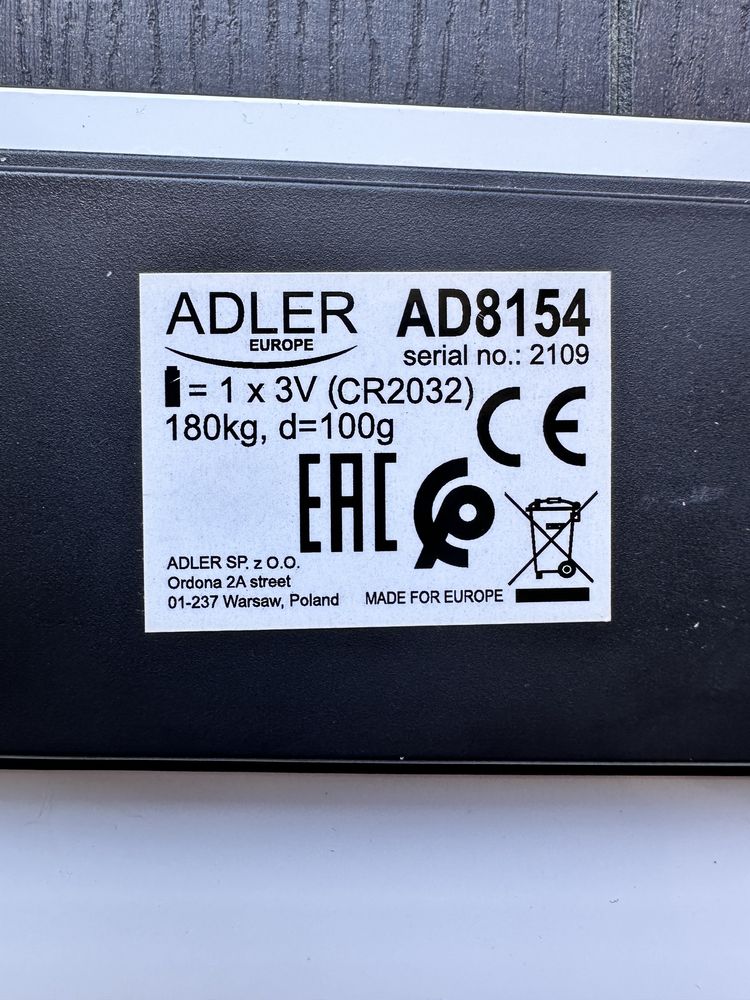 ADLER
EUROPE
AD8154
serial no.: 2109
= 1 x 3V (CR2032)
180kg, d=100g
CE
EAC
ADLER SP. z O.O.
Ordona 2A street
01-237 Warsaw, Poland
MADE FOR EUROPE